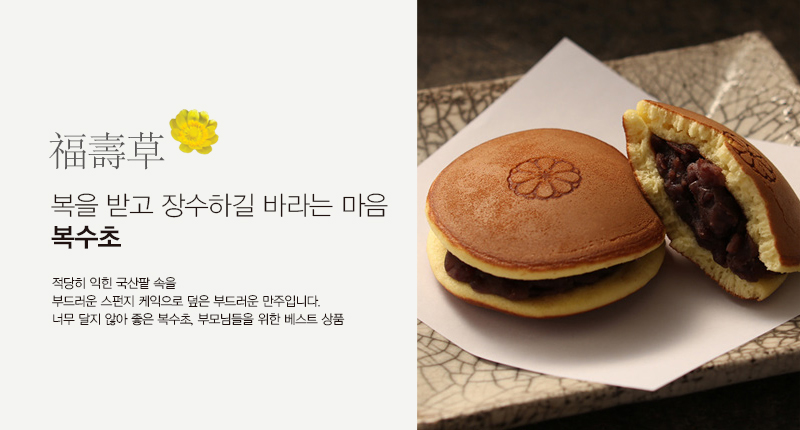 福壽草
복을 받고 장수하길 바라는 마음
복수초
적당히 익힌 국산팥 속을
부드러운 스펀지 케익으로 덮은 부드러운 만주입니다.
너무 달지 않아 좋은 복수초, 부모님들을 위한 베스트 상품